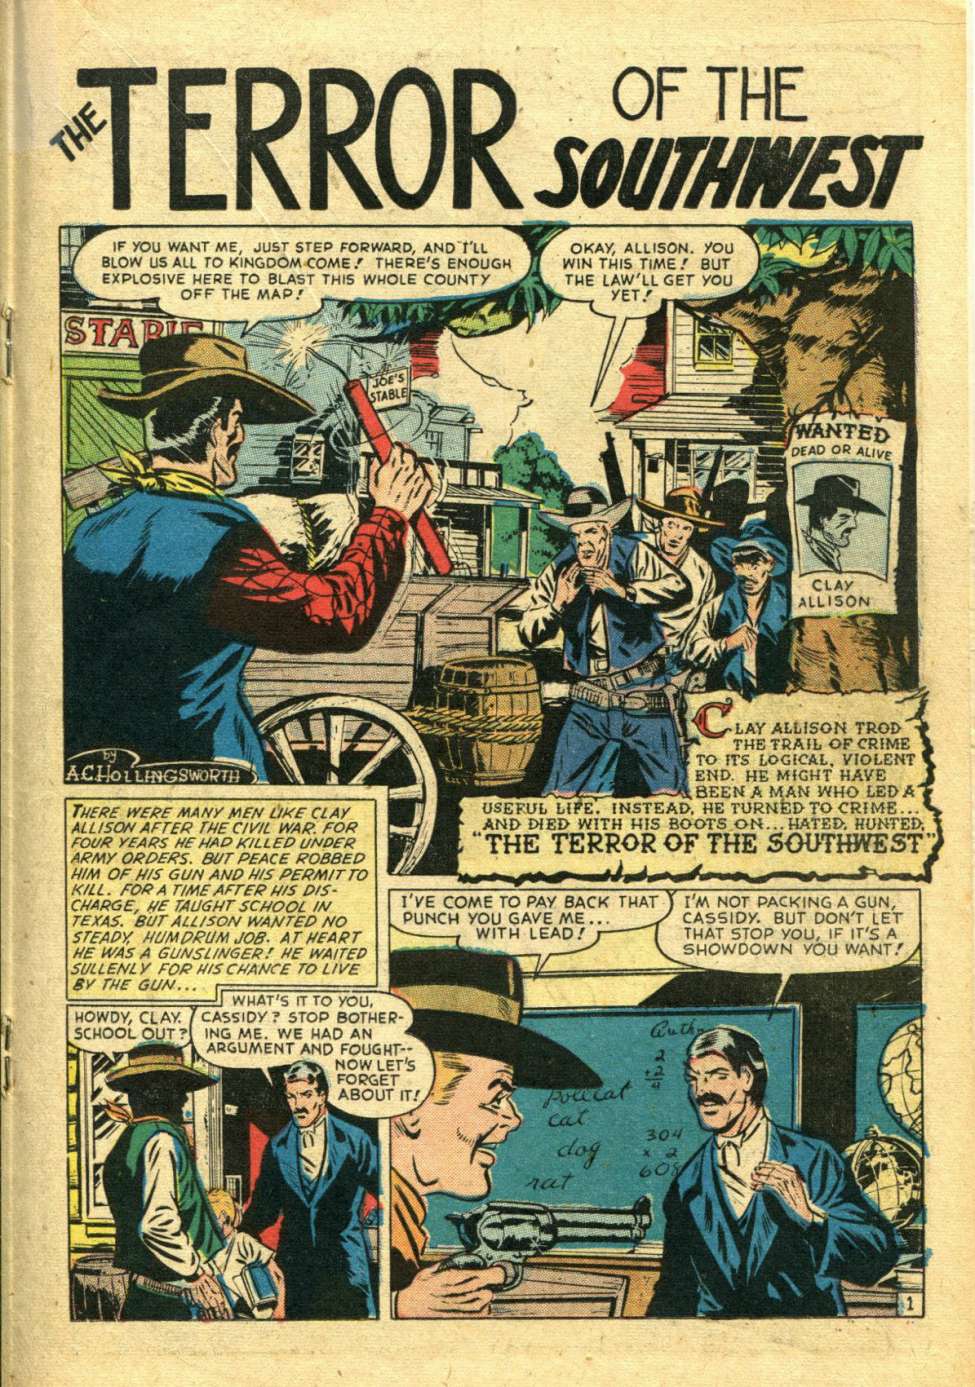 THE TERROR OF THE
SOUTHWEST
IF YOU WANT ME, JUST STEP FORWARD, AND I'LL
BLOW US ALL TO KINGDOM COME! THERE'S ENOUGH
EXPLOSIVE HERE TO BLAST THIS WHOLE COUNTY
OFF THE MAP!
OKAY, ALLISON. YOU
WIN THIS TIME! BUT
THE LAW'LL GET YOU
YET!
STABLE
JOE'S
STABLE
WANTED
DEAD OR ALIVE
CLAY
ALLISON
by
A.C. HOLLINGSWORTH
CLAY ALLISON TROD
THE TRAIL OF CRIME
TO ITS LOGICAL, VIOLENT
END. HE MIGHT HAVE
BEEN A MAN WHO LED A
USEFUL LIFE. INSTEAD, HE TURNED TO CRIME...
AND DIED WITH HIS BOOTS ON... HATED, HUNTED,
"THE TERROR OF THE SOUTHWEST"
THERE WERE MANY MEN LIKE CLAY
ALLISON AFTER THE CIVIL WAR. FOR
FOUR YEARS HE HAD KILLED UNDER
ARMY ORDERS. BUT PEACE ROBBED
HIM OF HIS GUN AND HIS PERMIT TO
KILL. FOR A TIME AFTER HIS DIS-
CHARGE, HE TAUGHT SCHOOL IN
TEXAS. BUT ALLISON WANTED NO
STEADY, HUMDRUM JOB. AT HEART
HE WAS A GUNSLINGER! HE WAITED
SULLENLY FOR HIS CHANCE TO LIVE
BY THE GUN...
HOWDY, CLAY.
SCHOOL OUT?
WHAT'S IT TO YOU,
CASSIDY? STOP BOTHER-
ING ME. WE HAD AN
ARGUMENT AND FOUGHT--
NOW LET'S
FORGET
ABOUT IT!
I'VE COME TO PAY BACK THAT
PUNCH YOU GAVE ME...
WITH LEAD!
I'M NOT PACKING A GUN,
CASSIDY. BUT DON'T LET
THAT STOP YOU, IF IT'S A
SHOWDOWN YOU WANT!
2
+2
4
polecat
cat
dog
rat
304
x 2
608
1